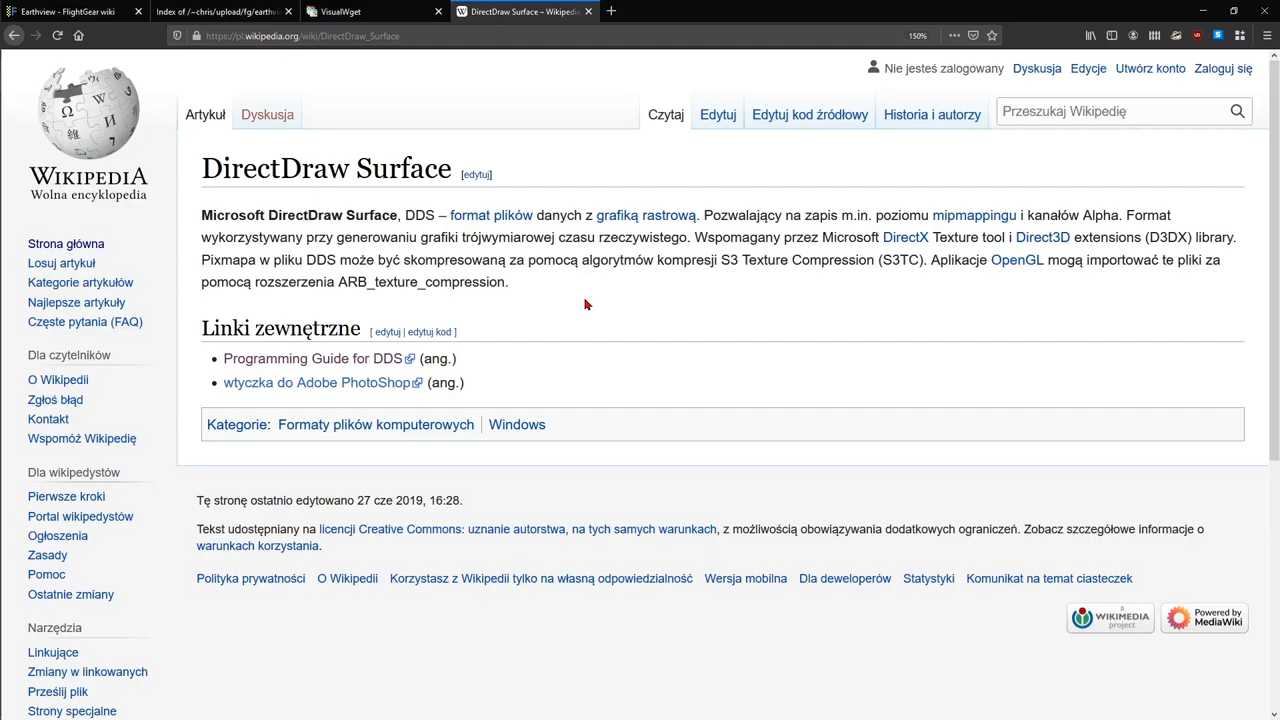 Earthview - FlightGear wiki
Index of /~chris/upload/fg/earthvi
VisualWget
DirectDraw Surface – Wikipedi
https://pl.wikipedia.org/wiki/DirectDraw_Surface
150%
Nie jesteś zalogowany Dyskusja Edycje Utwórz konto Zaloguj się
Artykuł Dyskusja Czytaj Edytuj Edytuj kod źródłowy Historia i autorzy Przeszukaj Wikipedię
WIKIPEDIA
Wolna encyklopedia
Strona główna
Losuj artykuł
Kategorie artykułów
Najlepsze artykuły
Częste pytania (FAQ)
Dla czytelników
O Wikipedii
Zgłoś błąd
Kontakt
Wspomóż Wikipedię
Dla wikipedystów
Pierwsze kroki
Portal wikipedystów
Ogłoszenia
Zasady
Pomoc
Ostatnie zmiany
Narzędzia
Linkujące
Zmiany w linkowanych
Prześlij plik
Strony specjalne
DirectDraw Surface [edytuj]
Microsoft DirectDraw Surface, DDS – format plików danych z grafiką rastrową. Pozwalający na zapis m.in. poziomu mipmappingu i kanałów Alpha. Format
wykorzystywany przy generowaniu grafiki trójwymiarowej czasu rzeczywistego. Wspomagany przez Microsoft DirectX Texture tool i Direct3D extensions (D3DX) library.
Pixmapa w pliku DDS może być skompresowaną za pomocą algorytmów kompresji S3 Texture Compression (S3TC). Aplikacje OpenGL mogą importować te pliki za
pomocą rozszerzenia ARB_texture_compression.
Linki zewnętrzne [ edytuj | edytuj kod ]
Programming Guide for DDS (ang.)
wtyczka do Adobe PhotoShop (ang.)
Kategorie: Formaty plików komputerowych Windows
Tę stronę ostatnio edytowano 27 cze 2019, 16:28.
Tekst udostępniany na licencji Creative Commons: uznanie autorstwa, na tych samych warunkach, z możliwością obowiązywania dodatkowych ograniczeń. Zobacz szczegółowe informacje o
warunkach korzystania.
Polityka prywatności O Wikipedii Korzystasz z Wikipedii tylko na własną odpowiedzialność Wersja mobilna Dla deweloperów Statystyki Komunikat na temat ciasteczek
WIKIMEDIA
project
Powered by
MediaWiki